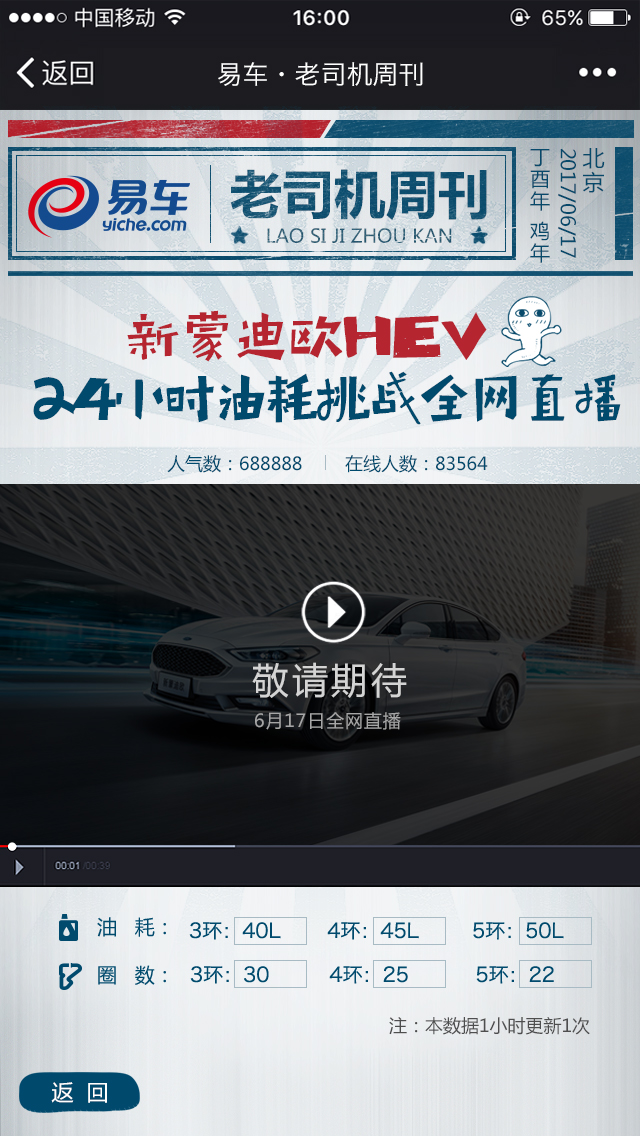 中国移动 16:00 65%
返回 易车·老司机周刊
易车 yiche.com
老司机周刊
LAO SI JI ZHOU KAN
北京
2017/06/17
丁酉年 鸡年
新蒙迪欧HEV
24小时油耗挑战全网直播
人气数：688888 在线人数：83564
敬请期待
6月17日全网直播
00:01/00:39
油 耗： 3环: 40L 4环: 45L 5环: 50L
圈 数： 3环: 30 4环: 25 5环: 22
注：本数据1小时更新1次
返 回